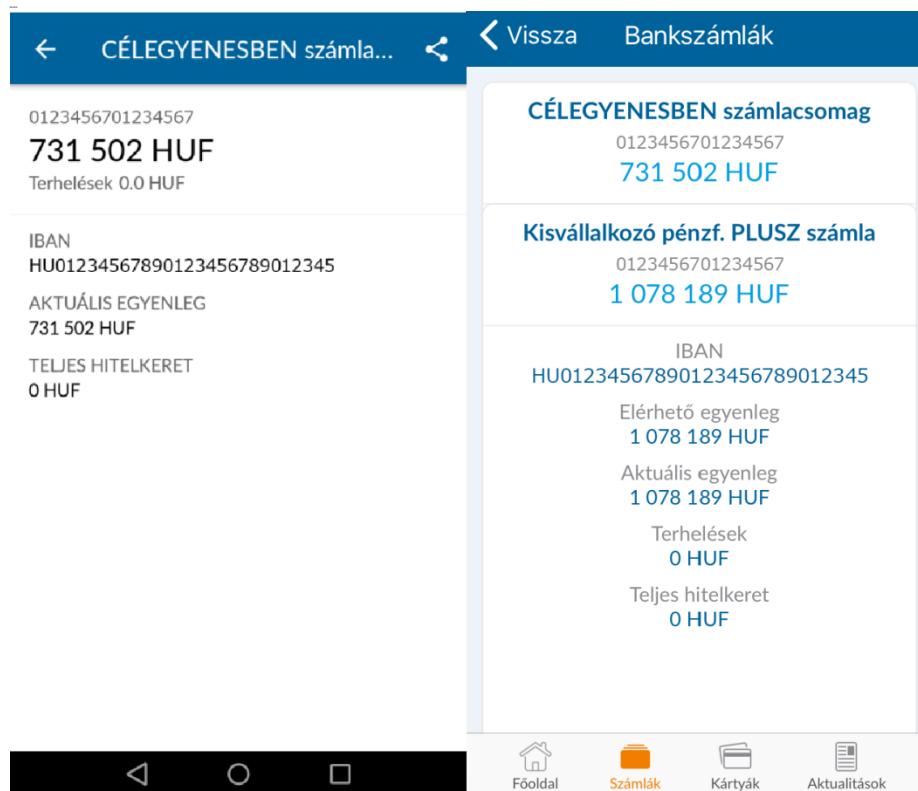 CÉLEGYENESBEN számla...
0123456701234567
731 502 HUF
Terhelések 0.0 HUF
IBAN
HU01234567890123456789012345
AKTUÁLIS EGYENLEG
731 502 HUF
TELJES HITELKERET
0 HUF
Vissza
Bankszámlák
CÉLEGYENESBEN számlacsomag
0123456701234567
731 502 HUF
Kisvállalkozó pénzf. PLUSZ számla
0123456701234567
1 078 189 HUF
IBAN
HU01234567890123456789012345
Elérhető egyenleg
1 078 189 HUF
Aktuális egyenleg
1 078 189 HUF
Terhelések
0 HUF
Teljes hitelkeret
0 HUF
Főoldal
Számlák
Kártyák
Aktualitások